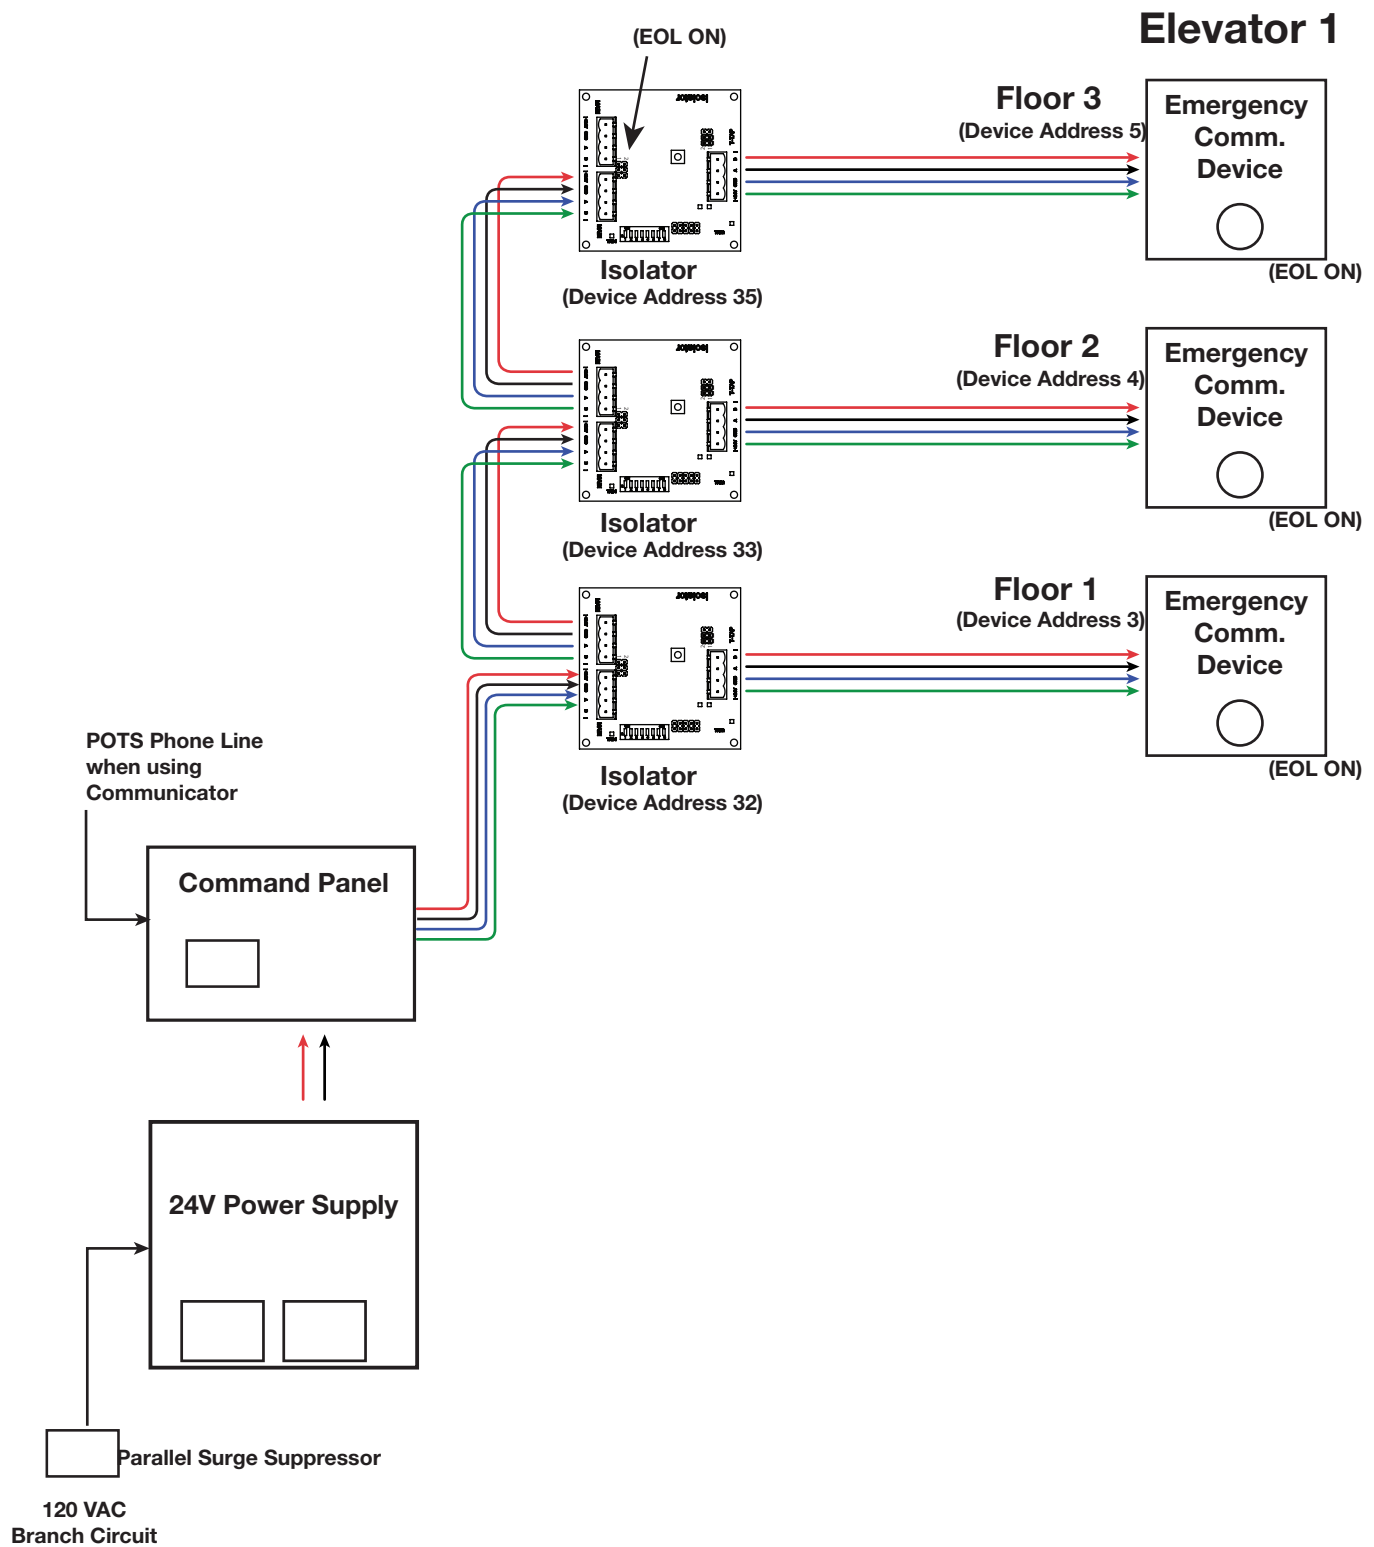 Elevator 1
(EOL ON)
Floor 3
(Device Address 5)
Emergency
Comm.
Device
(EOL ON)
Isolator
Isolator
(Device Address 35)
Floor 2
(Device Address 4)
Emergency
Comm.
Device
(EOL ON)
Isolator
Isolator
(Device Address 33)
Floor 1
(Device Address 3)
Emergency
Comm.
Device
(EOL ON)
Isolator
Isolator
(Device Address 32)
POTS Phone Line
when using
Communicator
Command Panel
24V Power Supply
Parallel Surge Suppressor
120 VAC
Branch Circuit